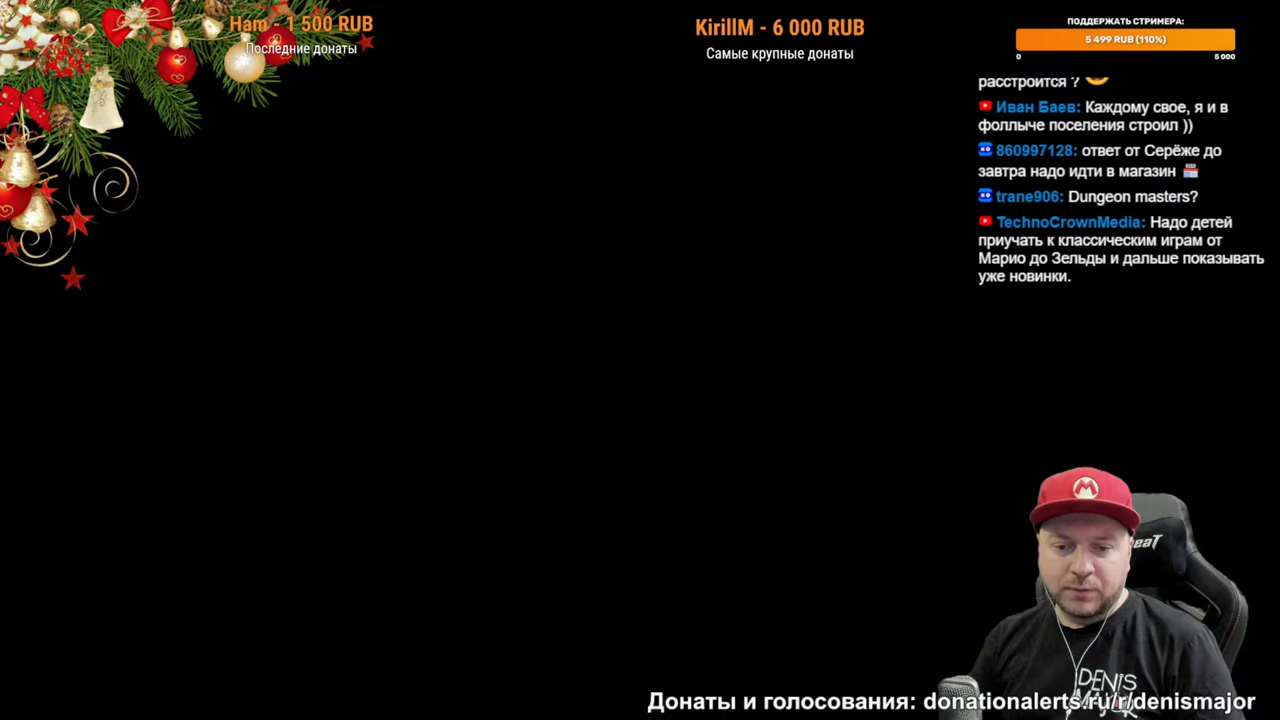 Ham - 1 500 RUB
Последние донаты
KirillM - 6 000 RUB
Самые крупные донаты
ПОДДЕРЖАТЬ СТРИМЕРА:
5 499 RUB (110%)
0
5 000
расстроится ?
Иван Баев: Каждому свое, я и в
фоллыче поселения строил ))
860997128: ответ от Серёже до
завтра надо идти в магазин
trane906: Dungeon masters?
TechnoCrownMedia: Надо детей
приучать к классическим играм от
Марио до Зельды и дальше показывать
уже новинки.
M
DENIS
MAJOR
Донаты и голосования: donationalerts.ru/r/denismajor